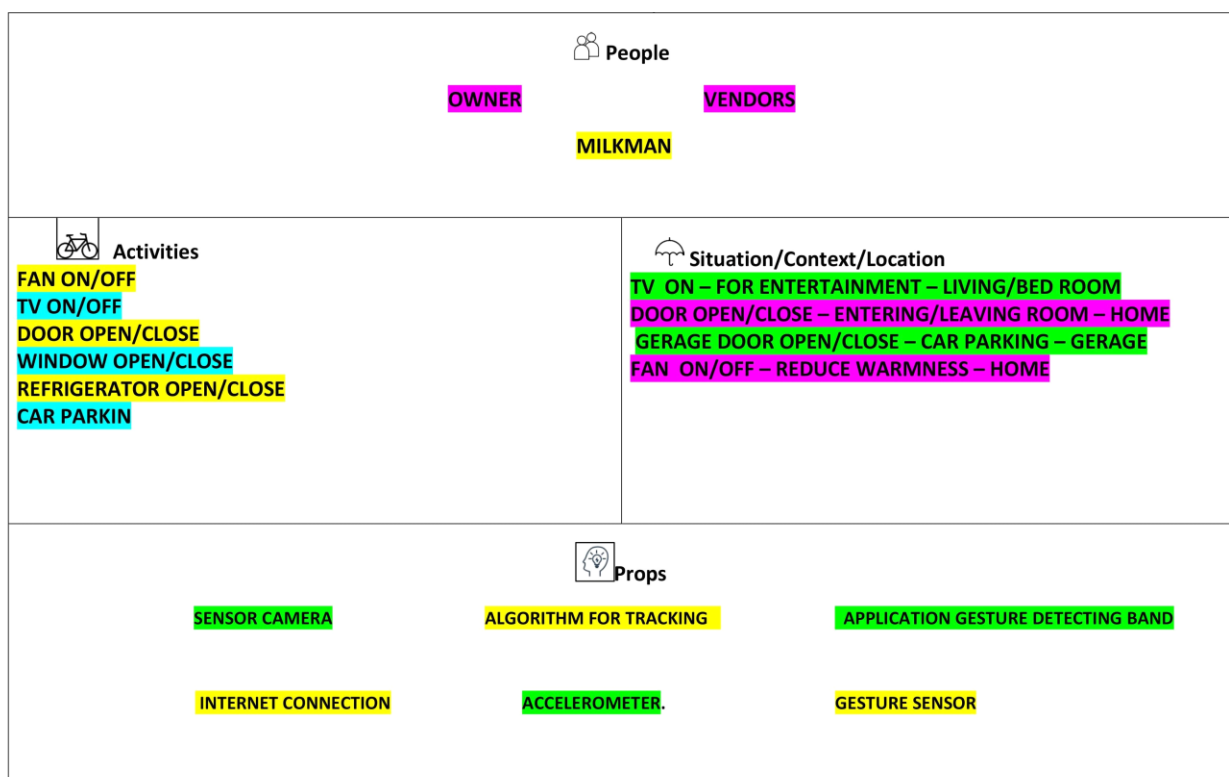 People
OWNER VENDORS
MILKMAN
Activities
FAN ON/OFF
TV ON/OFF
DOOR OPEN/CLOSE
WINDOW OPEN/CLOSE
REFRIGERATOR OPEN/CLOSE
CAR PARKIN
Situation/Context/Location
TV ON – FOR ENTERTAINMENT – LIVING/BED ROOM
DOOR OPEN/CLOSE – ENTERING/LEAVING ROOM – HOME
GERAGE DOOR OPEN/CLOSE – CAR PARKING – GERAGE
FAN ON/OFF – REDUCE WARMNESS – HOME
Props
SENSOR CAMERA ALGORITHM FOR TRACKING APPLICATION GESTURE DETECTING BAND
INTERNET CONNECTION ACCELEROMETER. GESTURE SENSOR